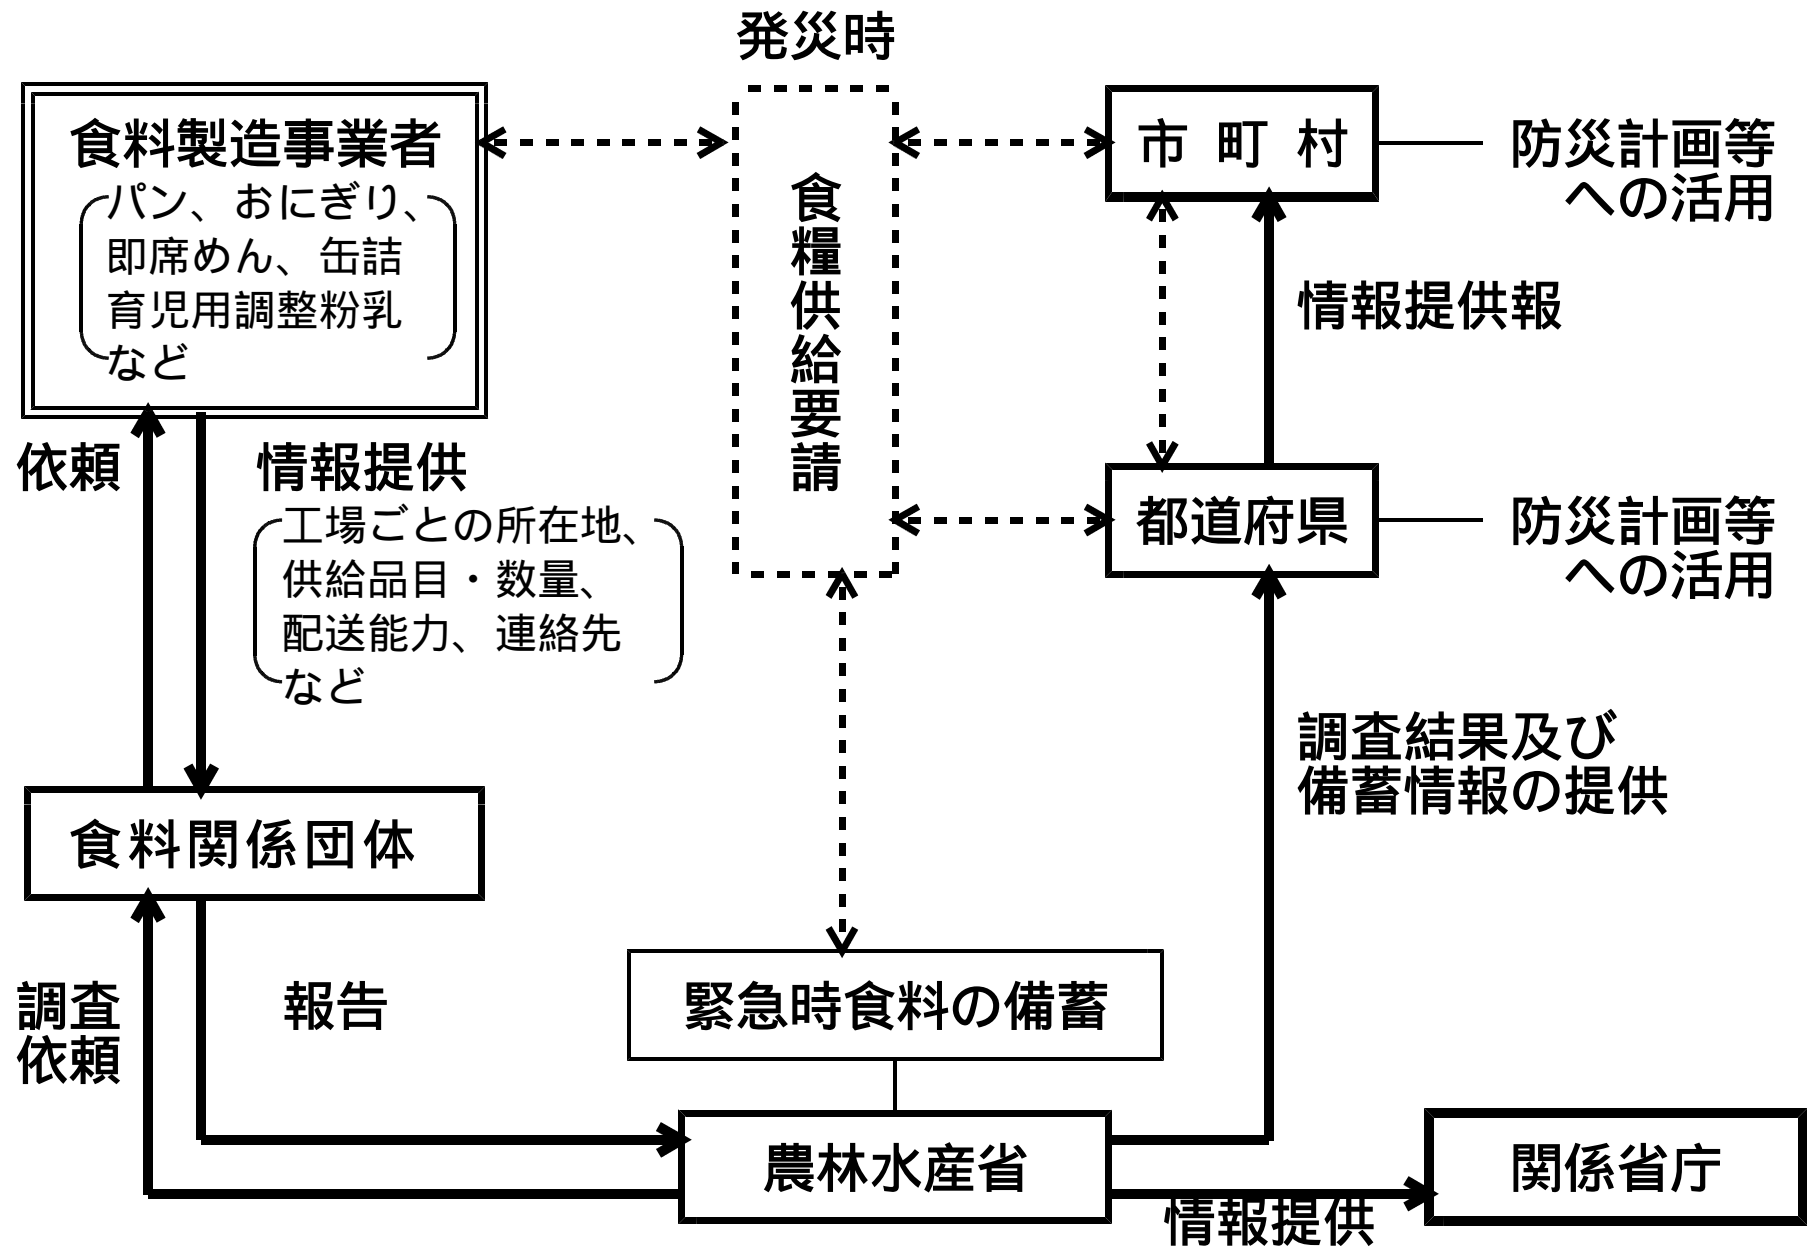 発災時
食料製造事業者
パン、おにぎり、
即席めん、缶詰
育児用調整粉乳
など
食糧供給要請
市 町 村
防災計画等
への活用
情報提供報
依頼
情報提供
工場ごとの所在地、
供給品目・数量、
配送能力、連絡先
など
都道府県
防災計画等
への活用
調査結果及び
備蓄情報の提供
食料関係団体
調査
依頼
報告
緊急時食料の備蓄
農林水産省
情報提供
関係省庁